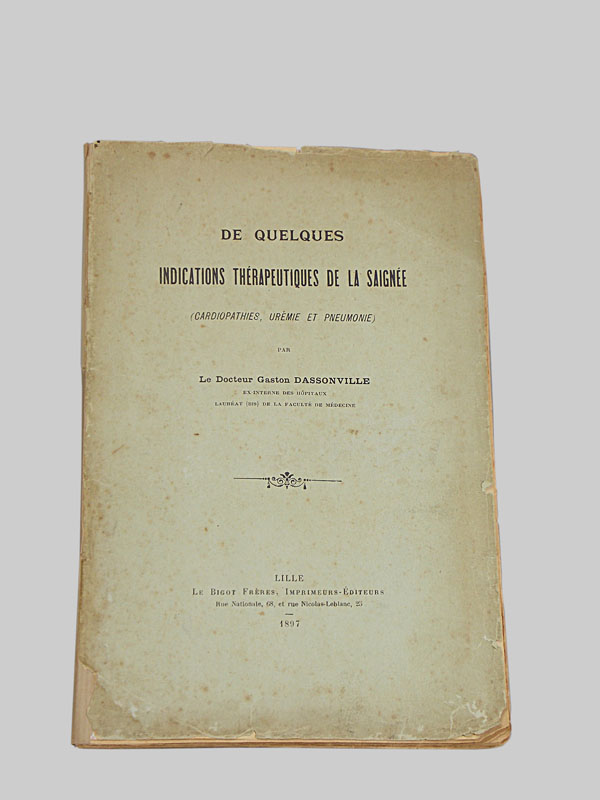 DE QUELQUES
INDICATIONS THÉRAPEUTIQUES DE LA SAIGNÉE
(CARDIOPATHIES, URÉMIE ET PNEUMONIE)
PAR
Le Docteur Gaston DASSONVILLE
EX-INTERNE DES HÔPITAUX
LAURÉAT (BIS) DE LA FACULTÉ DE MÉDECINE
LILLE
LE BIGOT FRÈRES, IMPRIMEURS-ÉDITEURS
Rue Nationale, 68, et rue Nicolas-Leblanc, 25
1897